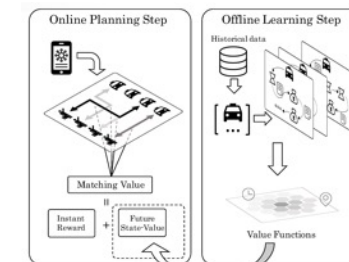 Online Planning Step
Matching Value
=
Instant
Reward
+
Future
State-Value
Offline Learning Step
Historical data
[ ... ]
Value Functions